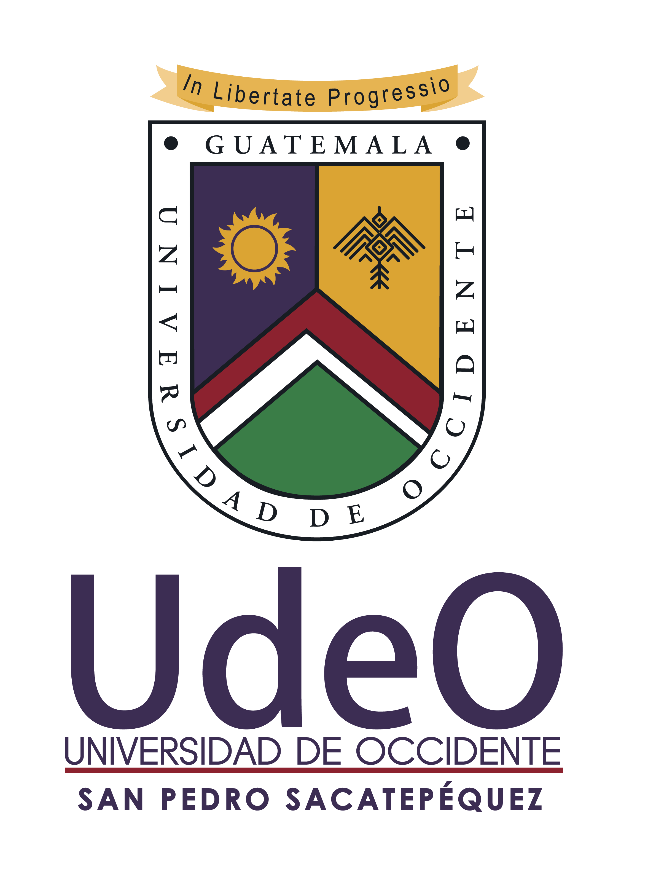 In Libertate Progressio
GUATEMALA
UNIVERSIDAD DE OCCIDENTE
UdeO
UNIVERSIDAD DE OCCIDENTE
SAN PEDRO SACATEPÉQUEZ